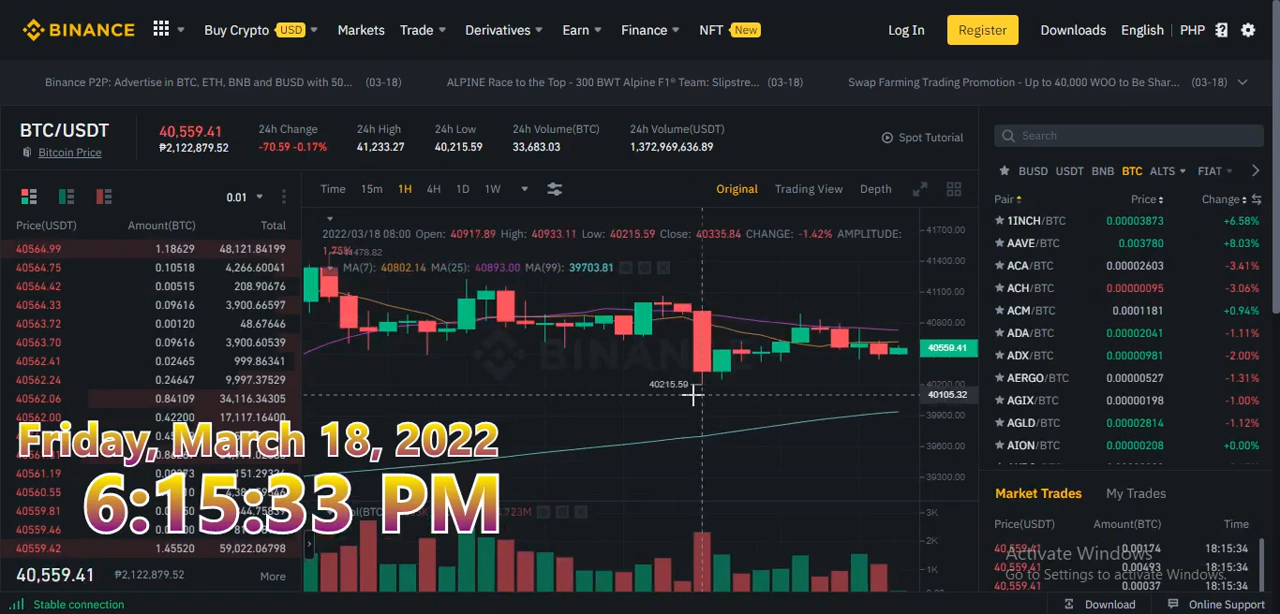 BINANCE
Buy Crypto USD
Markets
Trade
Derivatives
Earn
Finance
NFT New
Log In
Register
Downloads
English
PHP
Binance P2P: Advertise in BTC, ETH, BNB and BUSD with 50... (03-18)
ALPINE Race to the Top - 300 BWT Alpine F1® Team: Slipstre... (03-18)
Swap Farming Trading Promotion - Up to 40,000 WOO to Be Shar... (03-18)
BTC/USDT
Bitcoin Price
40,559.41
₱2,122,879.52
24h Change
-70.59 -0.17%
24h High
41,233.27
24h Low
40,215.59
24h Volume(BTC)
33,683.03
24h Volume(USDT)
1,372,969,636.89
Spot Tutorial
0.01
Price(USDT) Amount(BTC) Total
40564.99 1.18629 48,121.84199
40564.75 0.10518 4,266.60041
40564.42 0.00515 208.90676
40564.33 0.09616 3,900.66597
40563.72 0.00120 48.67646
40563.70 0.09616 3,900.60539
40562.41 0.02465 999.86341
40562.24 0.24647 9,997.37529
40562.06 0.84109 34,116.34305
40562.00 0.42200 17,117.16400
40561.19 151.29324
40560.55
40559.81
40559.46
40559.42 1.45520 59,022.06798
40,559.41 ₱2,122,879.52 More
Friday, March 18, 2022
6:15:33 PM
Stable connection
Time 15m 1H 4H 1D 1W
Original Trading View Depth
2022/03/18 08:00 Open: 40917.89 High: 40933.11 Low: 40215.59 Close: 40335.84 CHANGE: -1.42% AMPLITUDE:
1.75%
MA(7): 40802.14 MA(25): 40893.00 MA(99): 39703.81
BINANCE
40215.59
41700.00
41400.00
41100.00
40800.00
40559.41
40200.00
40105.32
39900.00
39600.00
39300.00
3K
2K
1K
Search
BUSD USDT BNB BTC ALTS FIAT
Pair Price Change
1INCH/BTC 0.00003873 +6.58%
AAVE/BTC 0.003780 +8.03%
ACA/BTC 0.00002603 -3.41%
ACH/BTC 0.00000095 -3.06%
ACM/BTC 0.0001181 +0.94%
ADA/BTC 0.00002041 -1.11%
ADX/BTC 0.00000981 -2.00%
AERGO/BTC 0.00000527 -1.31%
AGIX/BTC 0.00000198 -1.00%
AGLD/BTC 0.00002814 -1.12%
AION/BTC 0.00000208 +0.00%
Market Trades My Trades
Price(USDT) Amount(BTC) Time
40559.41 0.00174 18:15:34
40559.41 0.00493 18:15:34
40559.41 0.00037 18:15:34
Activate Windows
Go to Settings to activate Windows.
Download
Online Support